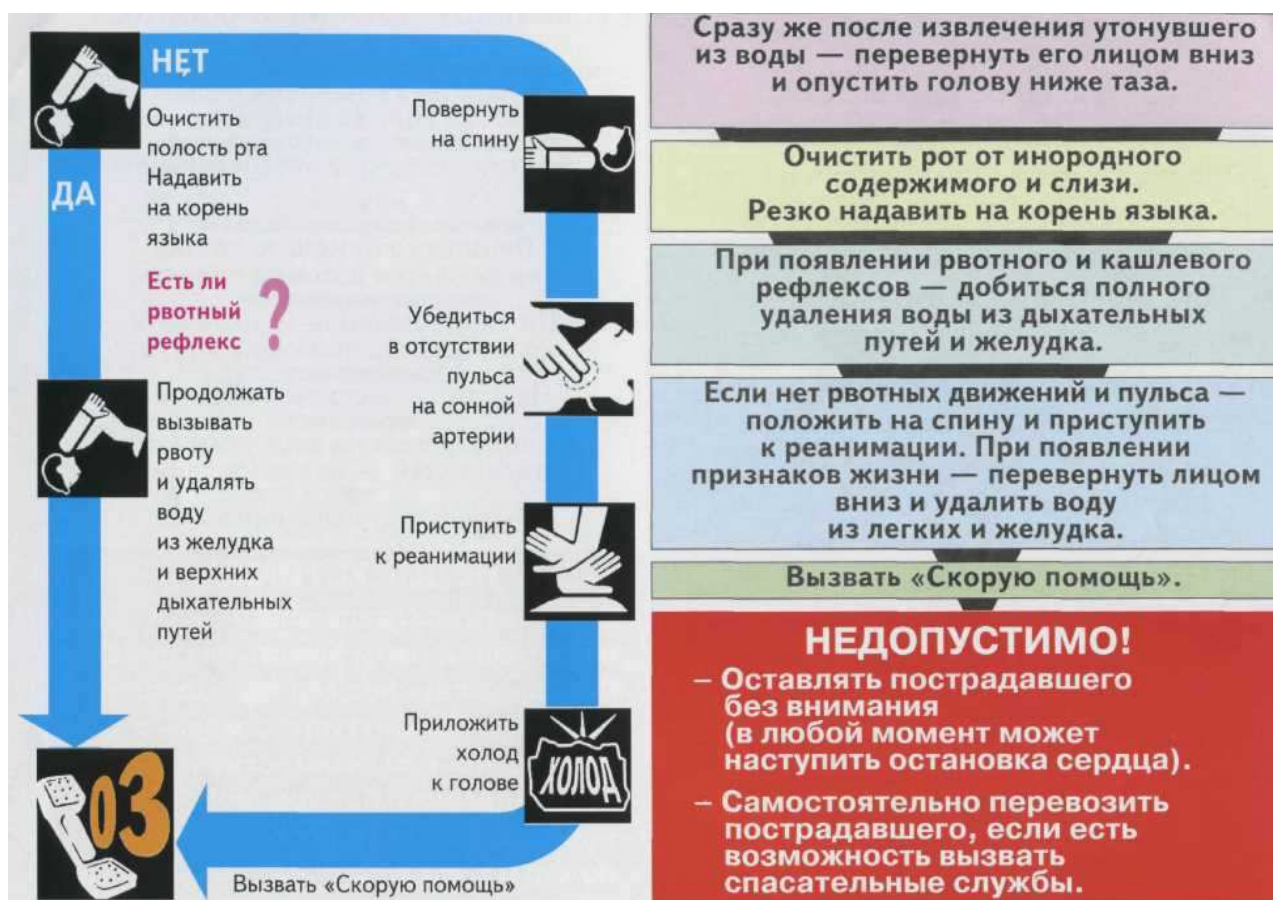 НЕТ
Очистить
полость рта
Надавить
на корень
языка
ДА
Есть ли
рвотный
рефлекс
?
Продолжать
вызывать
рвоту
и удалять
воду
из желудка
и верхних
дыхательных
путей
Повернуть
на спину
Убедиться
в отсутствии
пульса
на сонной
артерии
Приступить
к реанимации
Приложить
холод
к голове
ХОЛОД
03
Вызвать «Скорую помощь»
Сразу же после извлечения утонувшего
из воды — перевернуть его лицом вниз
и опустить голову ниже таза.
Очистить рот от инородного
содержимого и слизи.
Резко надавить на корень языка.
При появлении рвотного и кашлевого
рефлексов — добиться полного
удаления воды из дыхательных
путей и желудка.
Если нет рвотных движений и пульса —
положить на спину и приступить
к реанимации. При появлении
признаков жизни — перевернуть лицом
вниз и удалить воду
из легких и желудка.
Вызвать «Скорую помощь».
НЕДОПУСТИМО!
– Оставлять пострадавшего
без внимания
(в любой момент может
наступить остановка сердца).
– Самостоятельно перевозить
пострадавшего, если есть
возможность вызвать
спасательные службы.